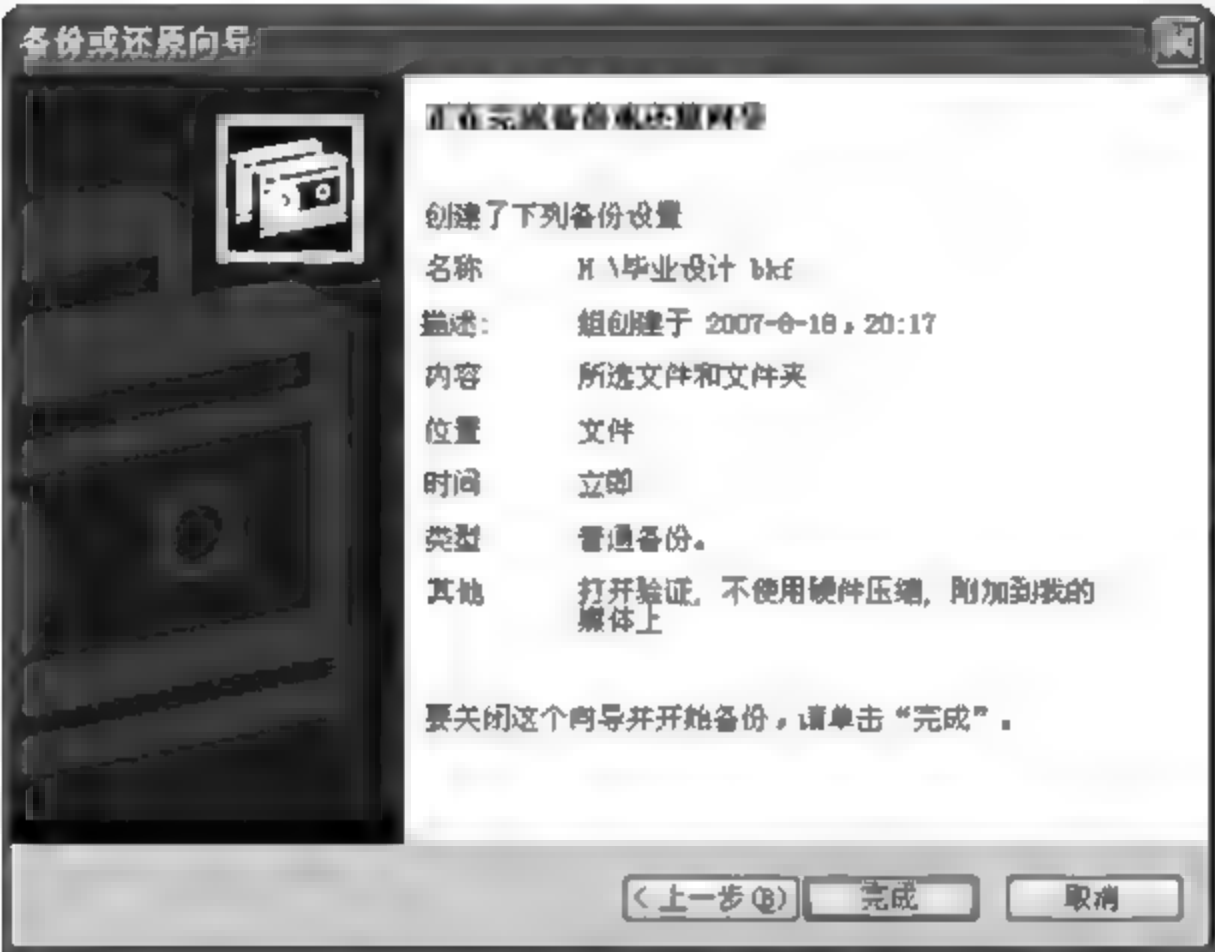 备份或还原向导
正在完成备份或还原向导
创建了下列备份设置
名称 H \毕业设计 bkf
描述: 组创建于 2007-8-18，20:17
内容 所选文件和文件夹
位置 文件
时间 立即
类型 普通备份。
其他 打开验证, 不使用硬件压缩, 附加到我的
媒体上
要关闭这个向导并开始备份，请单击“完成”。
<上一步(B) 完成 取消